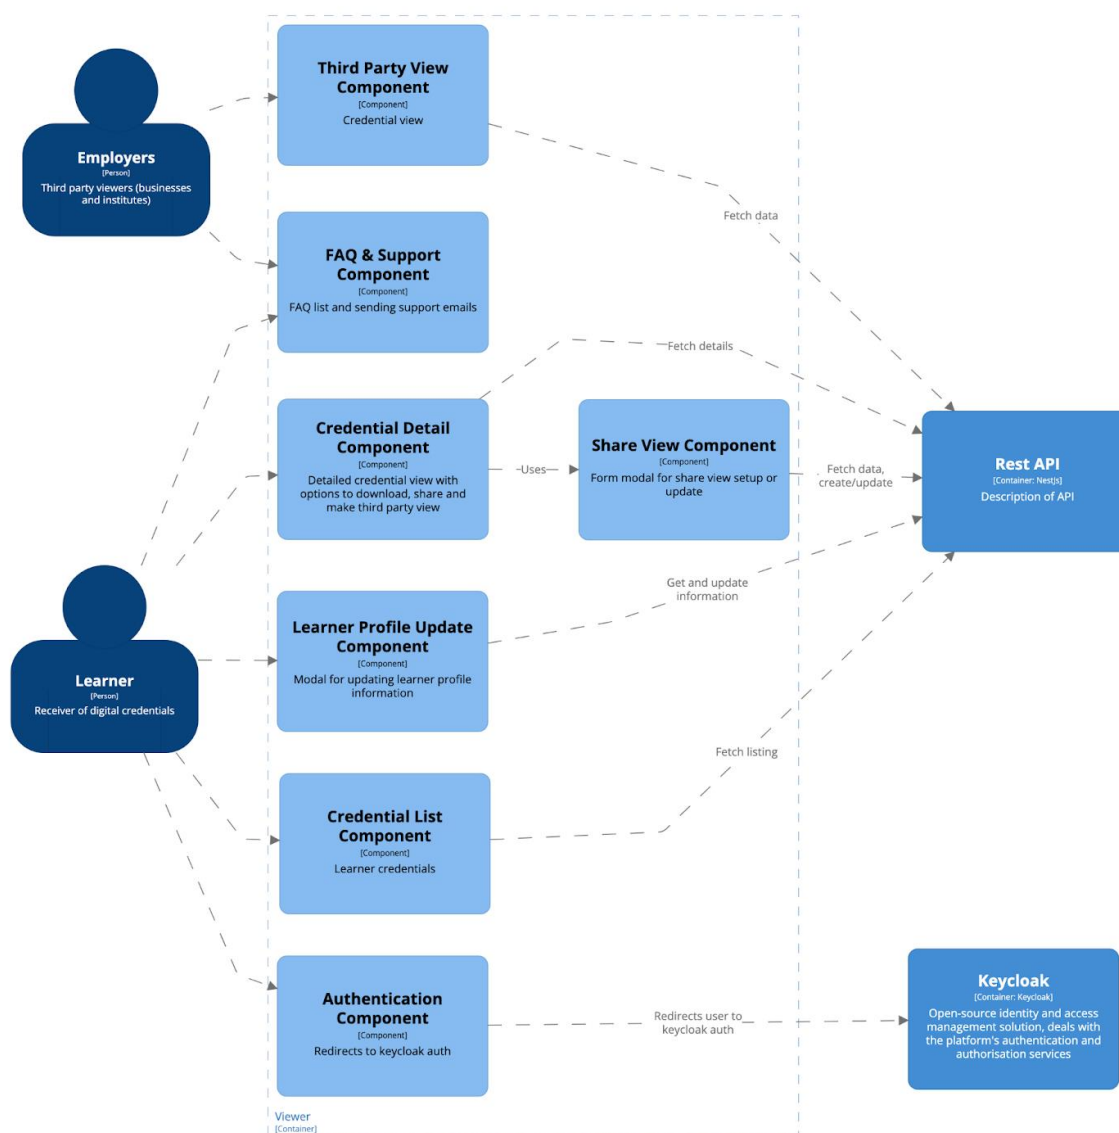 Third Party View
Component
[Component]
Credential view
Employers
[Person]
Third party viewers (businesses
and institutes)
Fetch data
FAQ & Support
Component
[Component]
FAQ list and sending support emails
Fetch details
Credential Detail
Component
[Component]
Detailed credential view with
options to download, share and
make third party view
Uses
Share View Component
[Component]
Form modal for share view setup or
update
Fetch data,
create/update
Rest API
[Container: NestJs]
Description of API
Get and update
information
Learner Profile Update
Component
[Component]
Modal for updating learner profile
information
Learner
[Person]
Receiver of digital credentials
Fetch listing
Credential List
Component
[Component]
Learner credentials
Authentication
Component
[Component]
Redirects to keycloak auth
Redirects user to
keycloak auth
Keycloak
[Container: Keycloak]
Open-source identity and access
management solution, deals with
the platform's authentication and
authorisation services
Viewer
[Container]